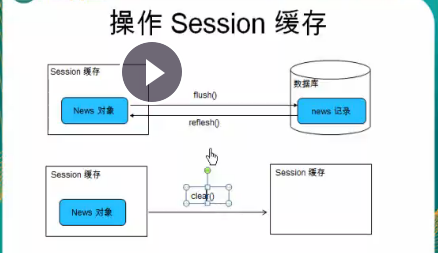 操作 Session 缓存
Session 缓存
News 对象
flush()
reflesh()
数据库
news 记录
Session 缓存
News 对象
clear()
Session 缓存